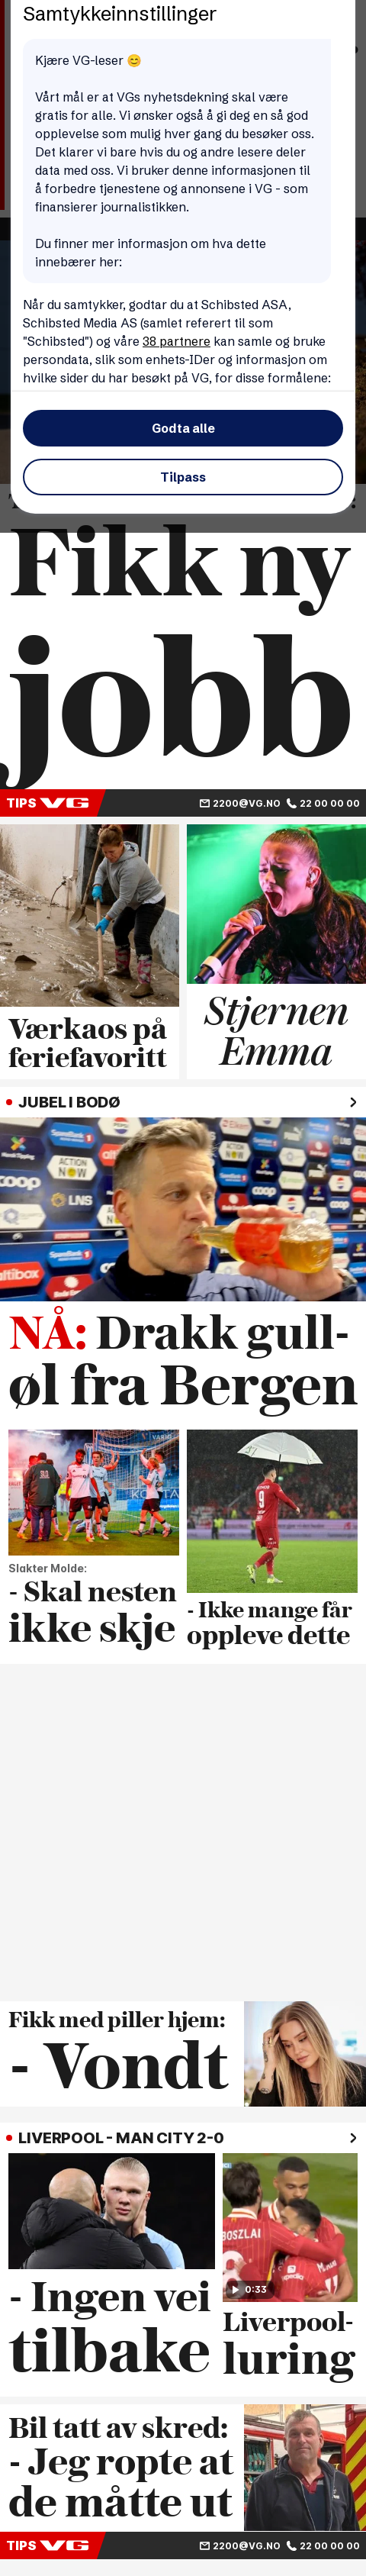 Samtykkeinnstillinger
Kjære VG-leser 😊
Vårt mål er at VGs nyhetsdekning skal være
gratis for alle. Vi ønsker også å gi deg en så god
opplevelse som mulig hver gang du besøker oss.
Det klarer vi bare hvis du og andre lesere deler
data med oss. Vi bruker denne informasjonen til
å forbedre tjenestene og annonsene i VG - som
finansierer journalistikken.
Du finner mer informasjon om hva dette
innebærer her:
Når du samtykker, godtar du at Schibsted ASA,
Schibsted Media AS (samlet referert til som
"Schibsted") og våre 38 partnere kan samle og bruke
persondata, slik som enhets-IDer og informasjon om
hvilke sider du har besøkt på VG, for disse formålene:
Godta alle
Tilpass
Fikk ny
jobb
TIPS VG 2200@VG.NO 22 00 00 00
Værkaos på
feriefavoritt
Stjernen
Emma
JUBEL I BODØ
NÅ: Drakk gull-
øl fra Bergen
Slakter Molde:
- Skal nesten
ikke skje
- Ikke mange får
oppleve dette
Fikk med piller hjem:
- Vondt
LIVERPOOL - MAN CITY 2-0
0:33
- Ingen vei
tilbake
Liverpool-
luring
Bil tatt av skred:
- Jeg ropte at
de måtte ut
TIPS VG 2200@VG.NO 22 00 00 00